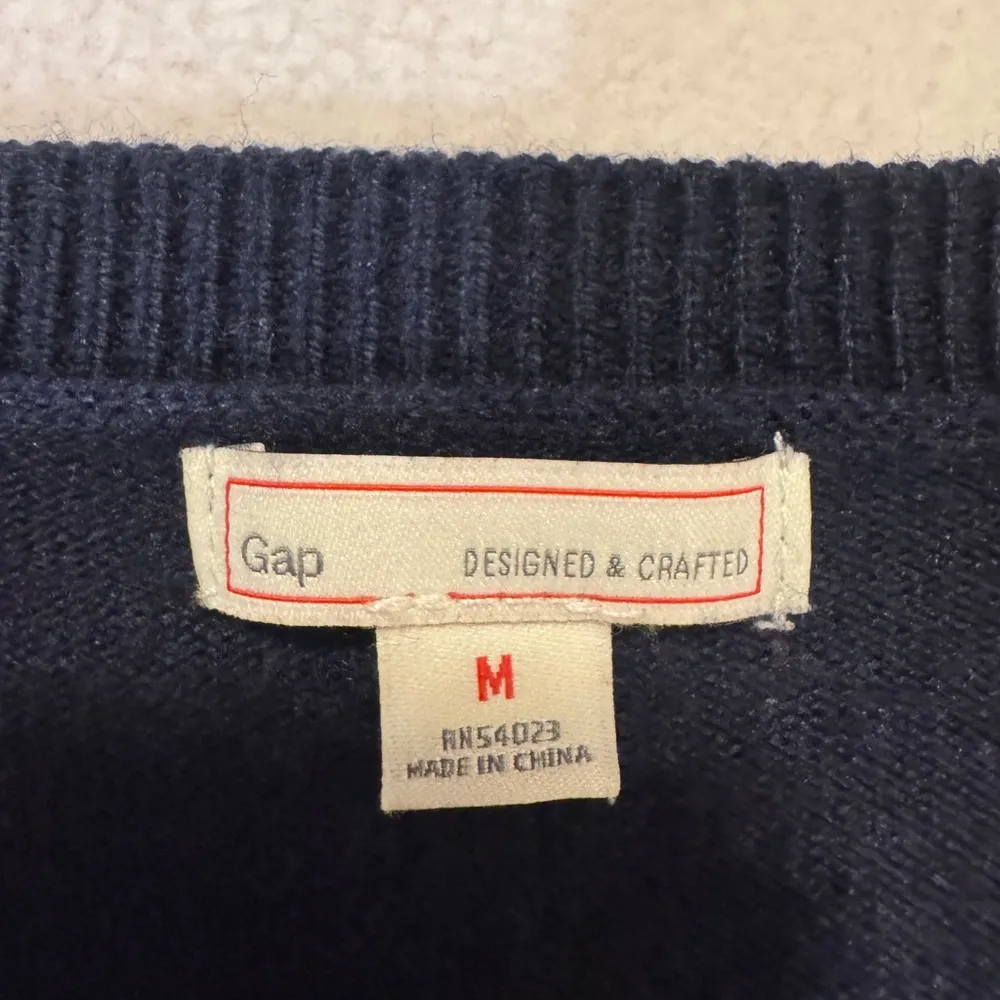 Gap DESIGNED & CRAFTED
M
RN54023
MADE IN CHINA